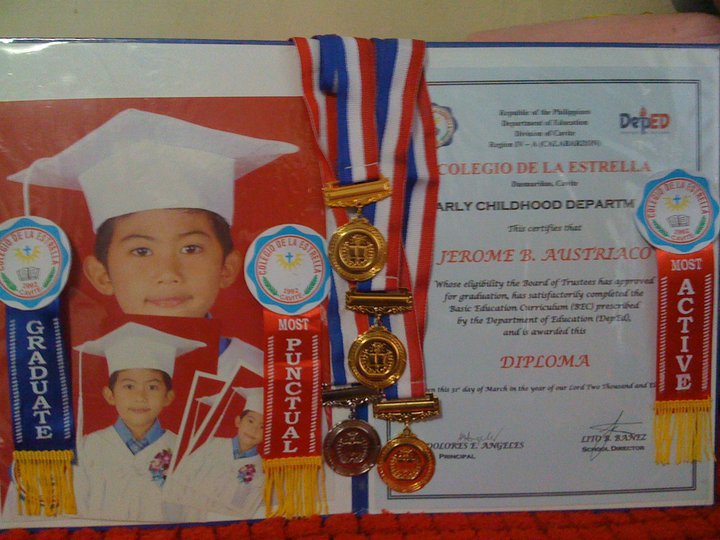 COLEGIO DE LA ESTRELLA
1992
CAVITE
GRADUATE
COLEGIO DE LA ESTRELLA
1992
CAVITE
MOST
PUNCTUAL
Republic of the Philippines
Department of Education
Division of Cavite
Region IV - A (CALABARZON)
DepED
COLEGIO DE LA ESTRELLA
Dasmariñas, Cavite
ARLY CHILDHOOD DEPARTM
This certifies that
JEROME B. AUSTRIACO
Whose eligibility the Board of Trustees has approved
for graduation, has satisfactorily completed the
Basic Education Curriculum (BEC) prescribed
by the Department of Education (DepEd),
and is awarded this
DIPLOMA
en this 31st day of March in the year of our Lord Two Thousand and El
DOLORES E. ANGELES
PRINCIPAL
LITO B. BAÑEZ
SCHOOL DIRECTOR
COLEGIO DE LA ESTRELLA
1992
CAVITE
MOST
ACTIVE